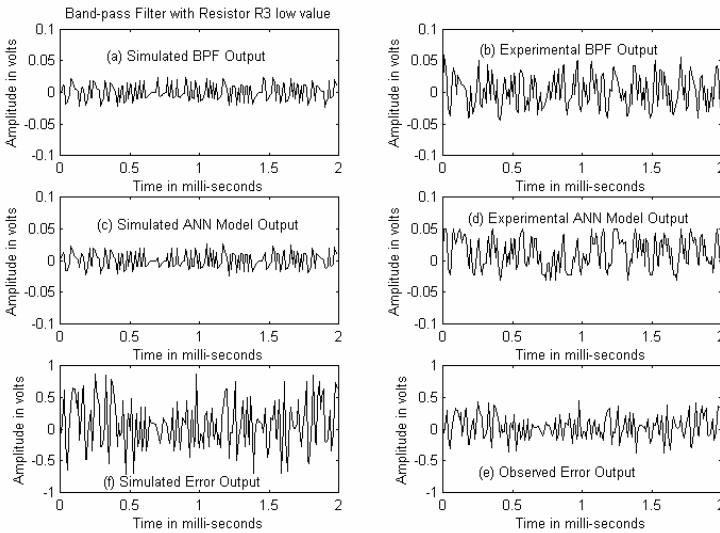 Band-pass Filter with Resistor R3 low value
0.1
0.05
0
-0.05
-0.1
Amplitude in volts
(a) Simulated BPF Output
0 0.5 1 1.5 2
Time in milli-seconds
0.1
0.05
0
-0.05
-0.1
Amplitude in volts
(b) Experimental BPF Output
0 0.5 1 1.5 2
Time in milli-seconds
0.1
0.05
0
-0.05
-0.1
Amplitude in volts
(c) Simulated ANN Model Output
0 0.5 1 1.5 2
Time in milli-seconds
0.1
0.05
0
-0.05
-0.1
Amplitude in volts
(d) Experimental ANN Model Output
0 0.5 1 1.5 2
Time in milli-seconds
1
0.5
0
-0.5
-1
Amplitude in volts
(f) Simulated Error Output
0 0.5 1 1.5 2
Time in milli-seconds
1
0.5
0
-0.5
-1
Amplitude in volts
(e) Observed Error Output
0 0.5 1 1.5 2
Time in milli-seconds